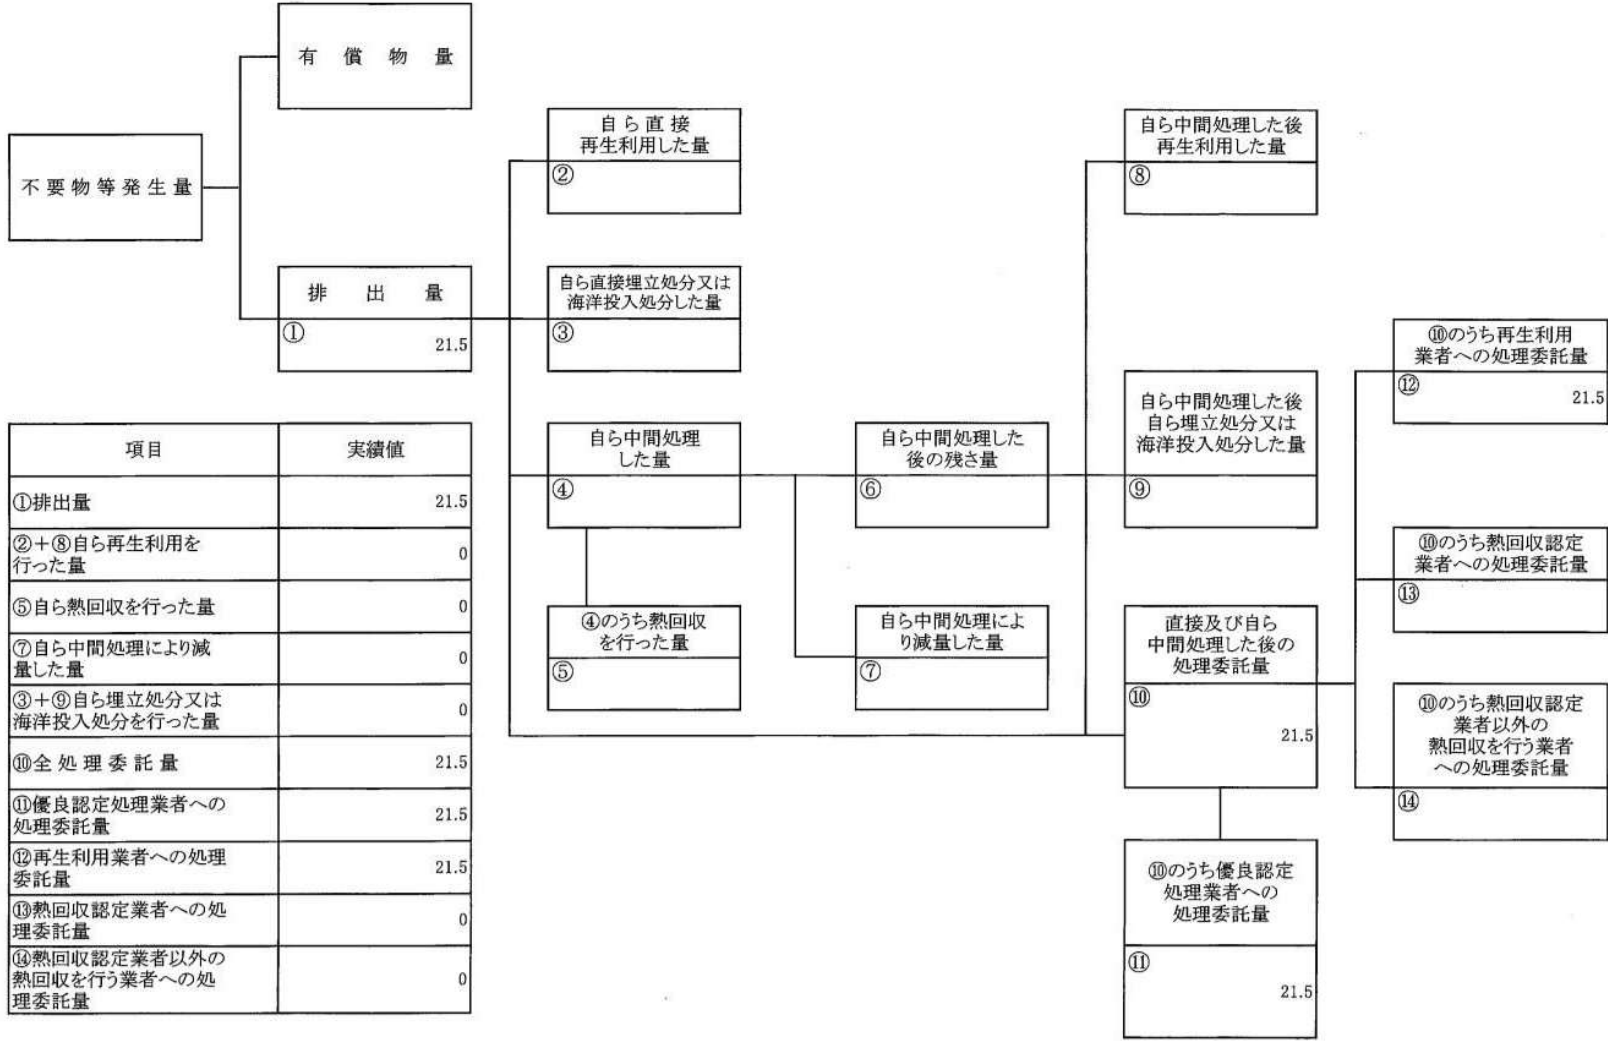 有償物量
不要物等発生量
排出量
①
21.5
自ら直接
再生利用した量
②
自ら直接埋立処分又は
海洋投入処分した量
③
自ら中間処理
した量
④
④のうち熱回収
を行った量
⑤
自ら中間処理した
後の残さ量
⑥
自ら中間処理によ
り減量した量
⑦
自ら中間処理した後
再生利用した量
⑧
自ら中間処理した後
自ら埋立処分又は
海洋投入処分した量
⑨
直接及び自ら
中間処理した後の
処理委託量
⑩
21.5
⑩のうち優良認定
処理業者への
処理委託量
⑪
21.5
⑩のうち再生利用
業者への処理委託量
⑫
21.5
⑩のうち熱回収認定
業者への処理委託量
⑬
⑩のうち熱回収認定
業者以外の
熱回収を行う業者
への処理委託量
⑭
項目 実績値
①排出量 21.5
②+⑧自ら再生利用を
行った量 0
⑤自ら熱回収を行った量 0
⑦自ら中間処理により減
量した量 0
③+⑨自ら埋立処分又は
海洋投入処分を行った量 0
⑩全処理委託量 21.5
⑪優良認定処理業者への
処理委託量 21.5
⑫再生利用業者への処理
委託量 21.5
⑬熱回収認定業者への処
理委託量 0
⑭熱回収認定業者以外の
熱回収を行う業者への処
理委託量 0